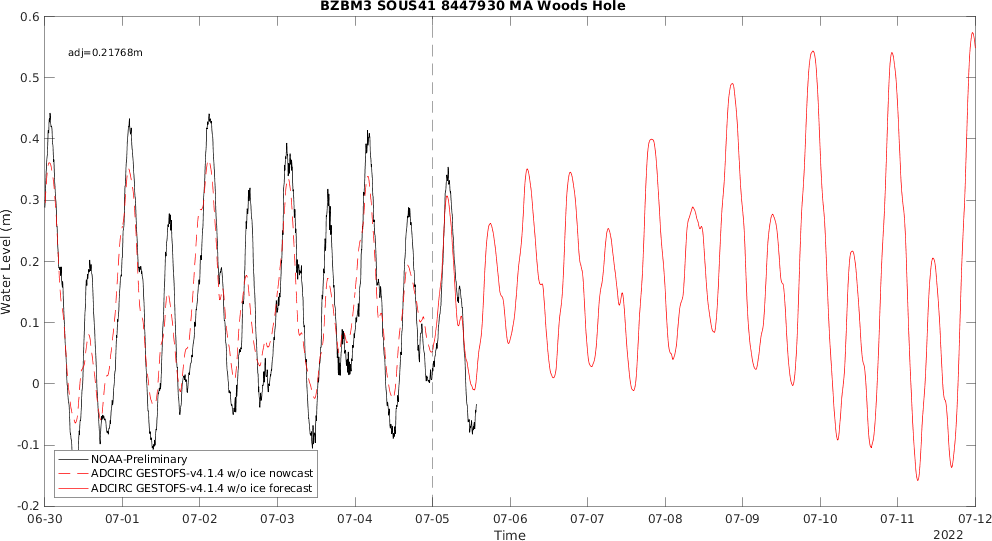 BZBM3 SOUS41 8447930 MA Woods Hole
0.6
adj=0.21768m
0.5
0.4
0.3
0.2
0.1
0
-0.1
-0.2
Water Level (m)
NOAA-Preliminary
ADCIRC GESTOFS-v4.1.4 w/o ice nowcast
ADCIRC GESTOFS-v4.1.4 w/o ice forecast
06-30 07-01 07-02 07-03 07-04 07-05 07-06 07-07 07-08 07-09 07-10 07-11 07-12
Time
2022